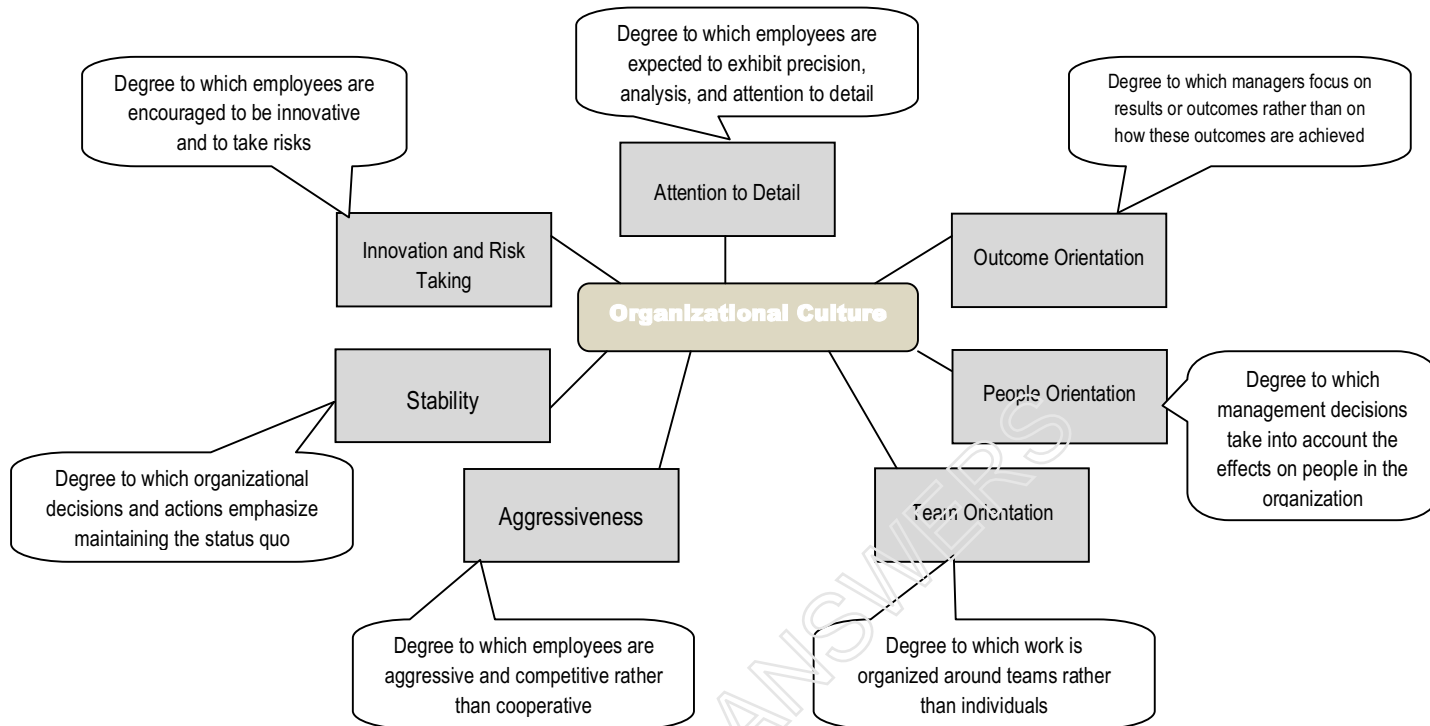 Degree to which employees are
expected to exhibit precision,
analysis, and attention to detail
Degree to which employees are
encouraged to be innovative
and to take risks
Degree to which managers focus on
results or outcomes rather than on
how these outcomes are achieved
Attention to Detail
Innovation and Risk
Taking
Outcome Orientation
Organizational Culture
Stability
People Orientation
Degree to which
management decisions
take into account the
effects on people in the
organization
Degree to which organizational
decisions and actions emphasize
maintaining the status quo
Aggressiveness
Team Orientation
Degree to which employees are
aggressive and competitive rather
than cooperative
Degree to which work is
organized around teams rather
than individuals
ANSWERS